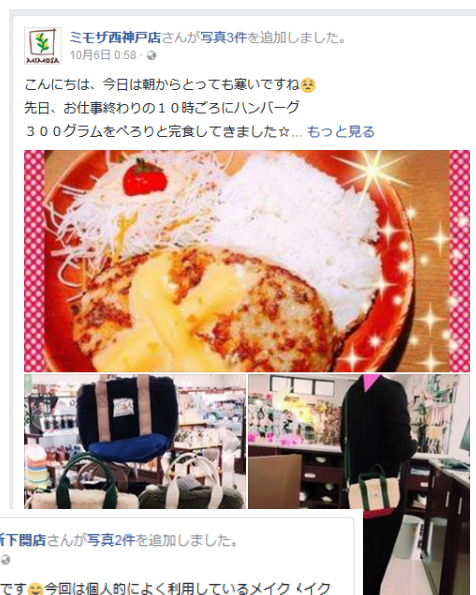 ミモザ西神戸店さんが写真3件を追加しました。
MIMOSA
10月6日 0:58 ·
こんにちは、今日は朝からとっても寒いですね😥
先日、お仕事終わりの１０時ごろにハンバーグ
３００グラムをぺろりと完食してきました☆... もっと見る
新下関店さんが写真2件を追加しました。
です😄今回は個人的によく利用しているメイク